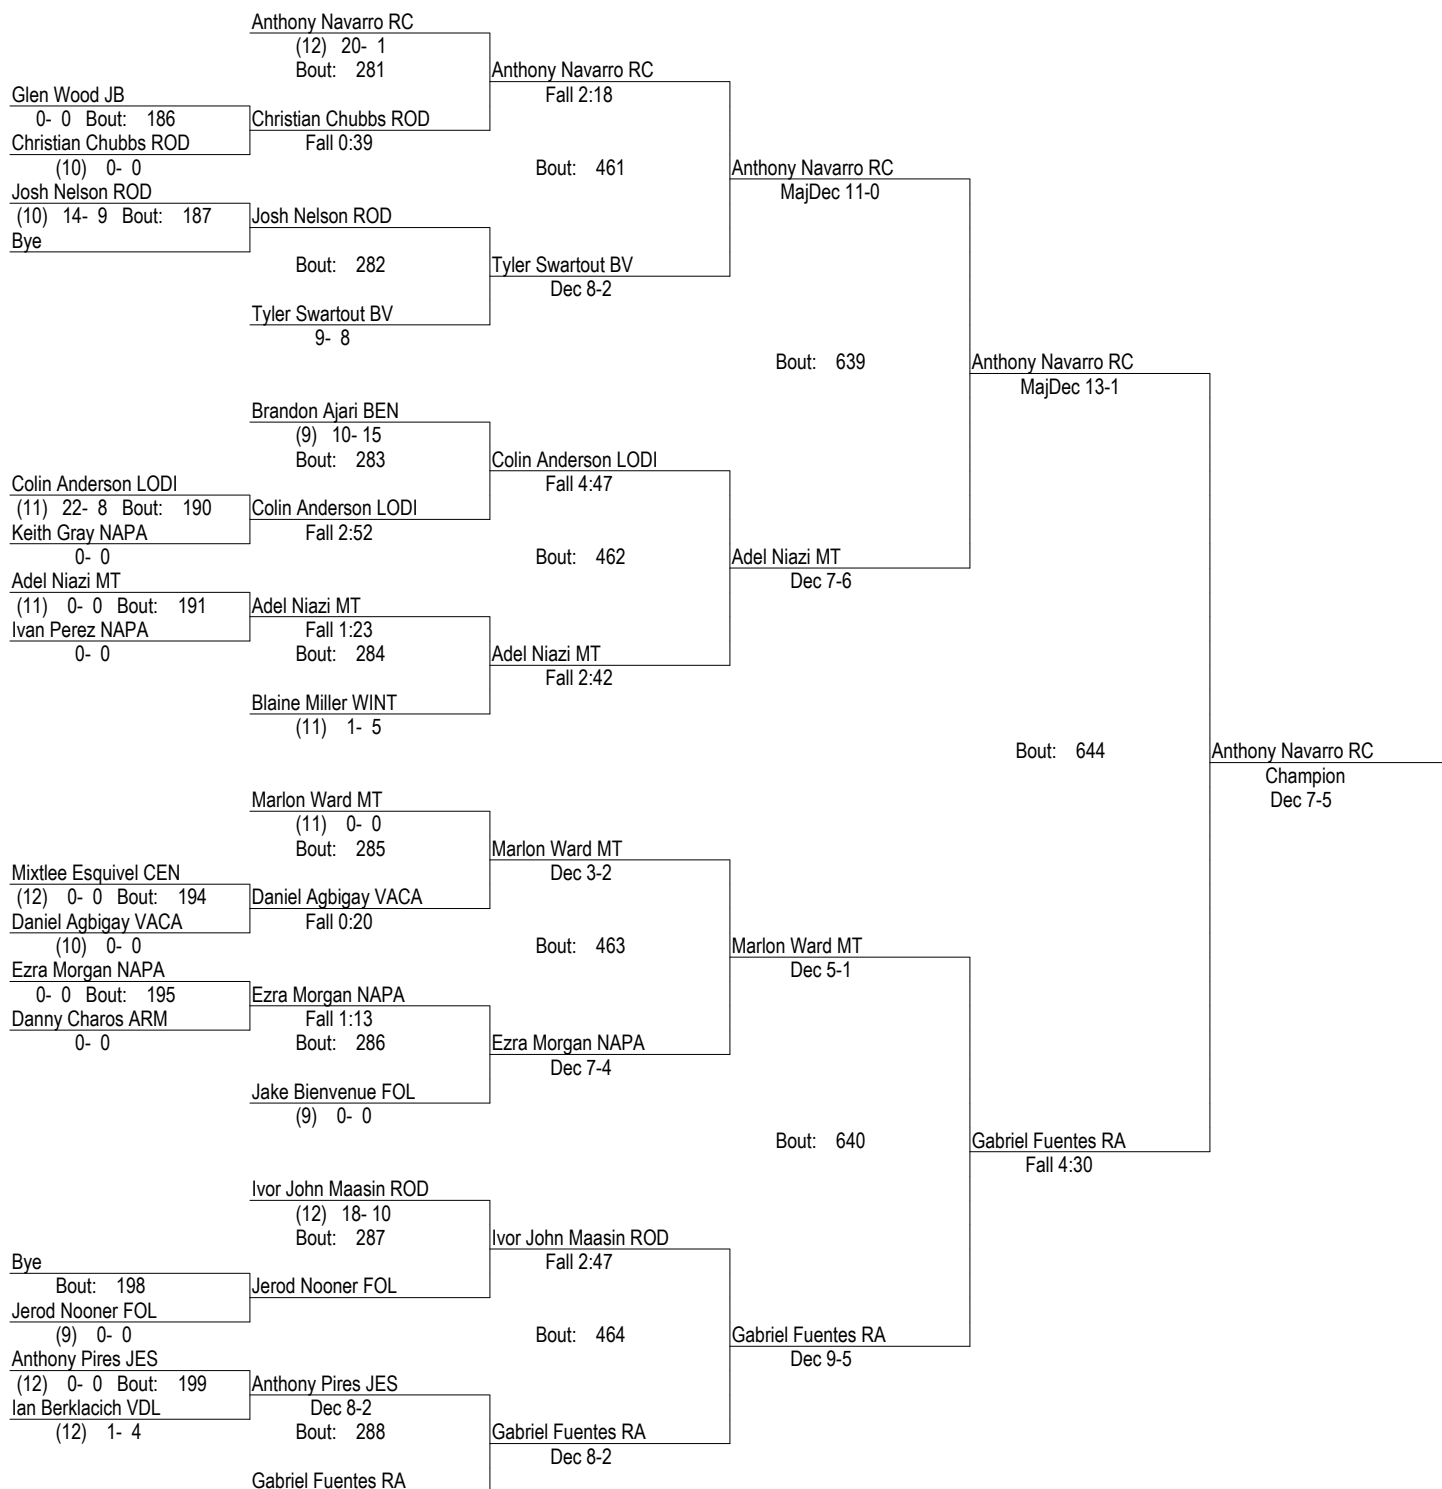 Anthony Navarro RC
(12) 20- 1
Bout: 281
Anthony Navarro RC
Fall 2:18
Glen Wood JB
0- 0 Bout: 186
Christian Chubbs ROD
Christian Chubbs ROD
Fall 0:39
(10) 0- 0
Bout: 461
Anthony Navarro RC
MajDec 11-0
Josh Nelson ROD
(10) 14- 9 Bout: 187
Josh Nelson ROD
Bye
Bout: 282
Tyler Swartout BV
Dec 8-2
Tyler Swartout BV
9- 8
Bout: 639
Anthony Navarro RC
MajDec 13-1
Brandon Ajari BEN
(9) 10- 15
Bout: 283
Colin Anderson LODI
Fall 4:47
Colin Anderson LODI
(11) 22- 8 Bout: 190
Colin Anderson LODI
Keith Gray NAPA
Fall 2:52
0- 0
Bout: 462
Adel Niazi MT
Dec 7-6
Adel Niazi MT
(11) 0- 0 Bout: 191
Adel Niazi MT
Ivan Perez NAPA
Fall 1:23
0- 0
Bout: 284
Adel Niazi MT
Fall 2:42
Blaine Miller WINT
(11) 1- 5
Bout: 644
Anthony Navarro RC
Champion
Dec 7-5
Marlon Ward MT
(11) 0- 0
Bout: 285
Marlon Ward MT
Dec 3-2
Mixtlee Esquivel CEN
(12) 0- 0 Bout: 194
Daniel Agbigay VACA
Daniel Agbigay VACA
Fall 0:20
(10) 0- 0
Bout: 463
Marlon Ward MT
Dec 5-1
Ezra Morgan NAPA
0- 0 Bout: 195
Ezra Morgan NAPA
Danny Charos ARM
Fall 1:13
0- 0
Bout: 286
Ezra Morgan NAPA
Dec 7-4
Jake Bienvenue FOL
(9) 0- 0
Bout: 640
Gabriel Fuentes RA
Fall 4:30
Ivor John Maasin ROD
(12) 18- 10
Bout: 287
Ivor John Maasin ROD
Fall 2:47
Bye
Bout: 198
Jerod Nooner FOL
Jerod Nooner FOL
(9) 0- 0
Bout: 464
Gabriel Fuentes RA
Dec 9-5
Anthony Pires JES
(12) 0- 0 Bout: 199
Anthony Pires JES
Ian Berklacich VDL
Dec 8-2
(12) 1- 4
Bout: 288
Gabriel Fuentes RA
Dec 8-2
Gabriel Fuentes RA